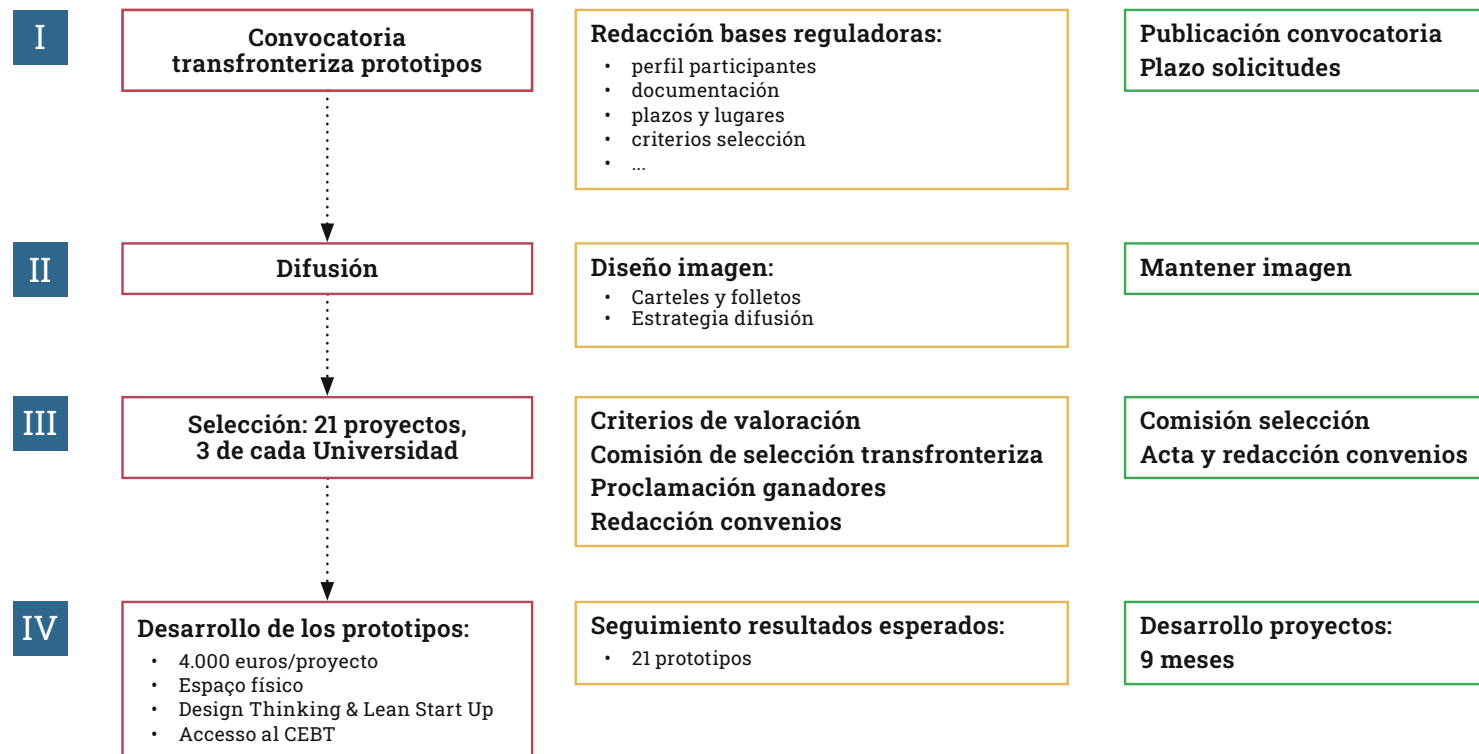 I
Convocatoria
transfronteriza prototipos
Redacción bases reguladoras:
• perfil participantes
• documentación
• plazos y lugares
• criterios selección
• ...
Publicación convocatoria
Plazo solicitudes
II
Difusión
Diseño imagen:
• Carteles y folletos
• Estrategia difusión
Mantener imagen
III
Selección: 21 proyectos,
3 de cada Universidad
Criterios de valoración
Comisión de selección transfronteriza
Proclamación ganadores
Redacción convenios
Comisión selección
Acta y redacción convenios
IV
Desarrollo de los prototipos:
• 4.000 euros/proyecto
• Espaço físico
• Design Thinking & Lean Start Up
• Accesso al CEBT
Seguimiento resultados esperados:
• 21 prototipos
Desarrollo proyectos:
9 meses